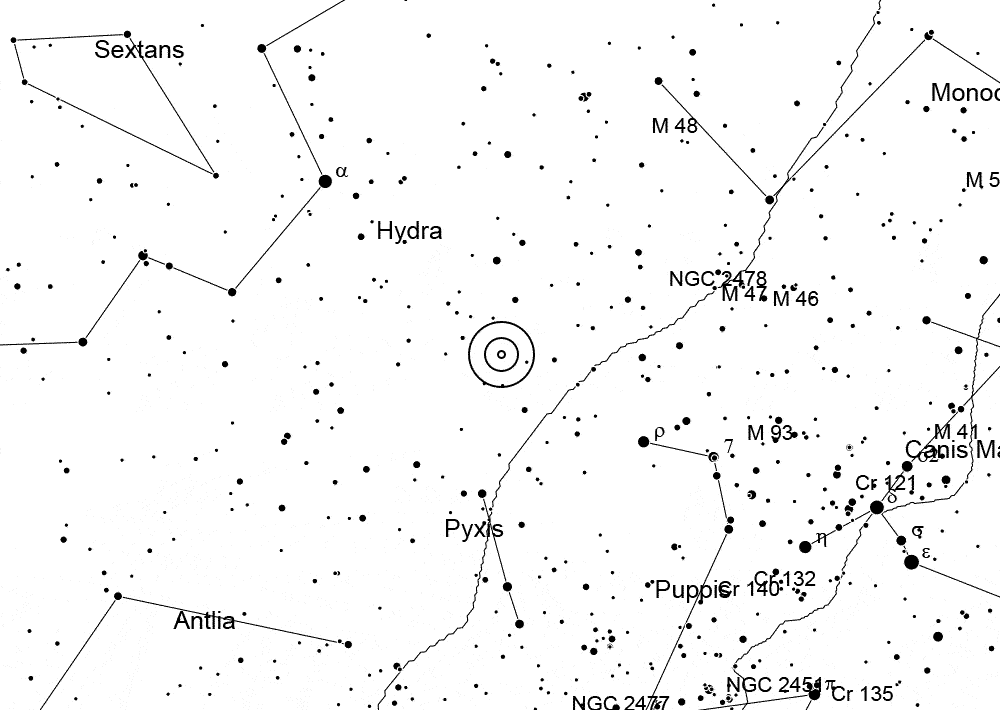 Sextans
Monoc
M 48
α
M 5
Hydra
NGC 2478
M 47
M 46
ρ
7
M 93
M 41
Canis Ma
ο2
Cr 121
δ
Pyxis
η
σ
ε
Cr 132
Puppis
Cr 140
Antlia
NGC 2451
π
Cr 135
NGC 2477